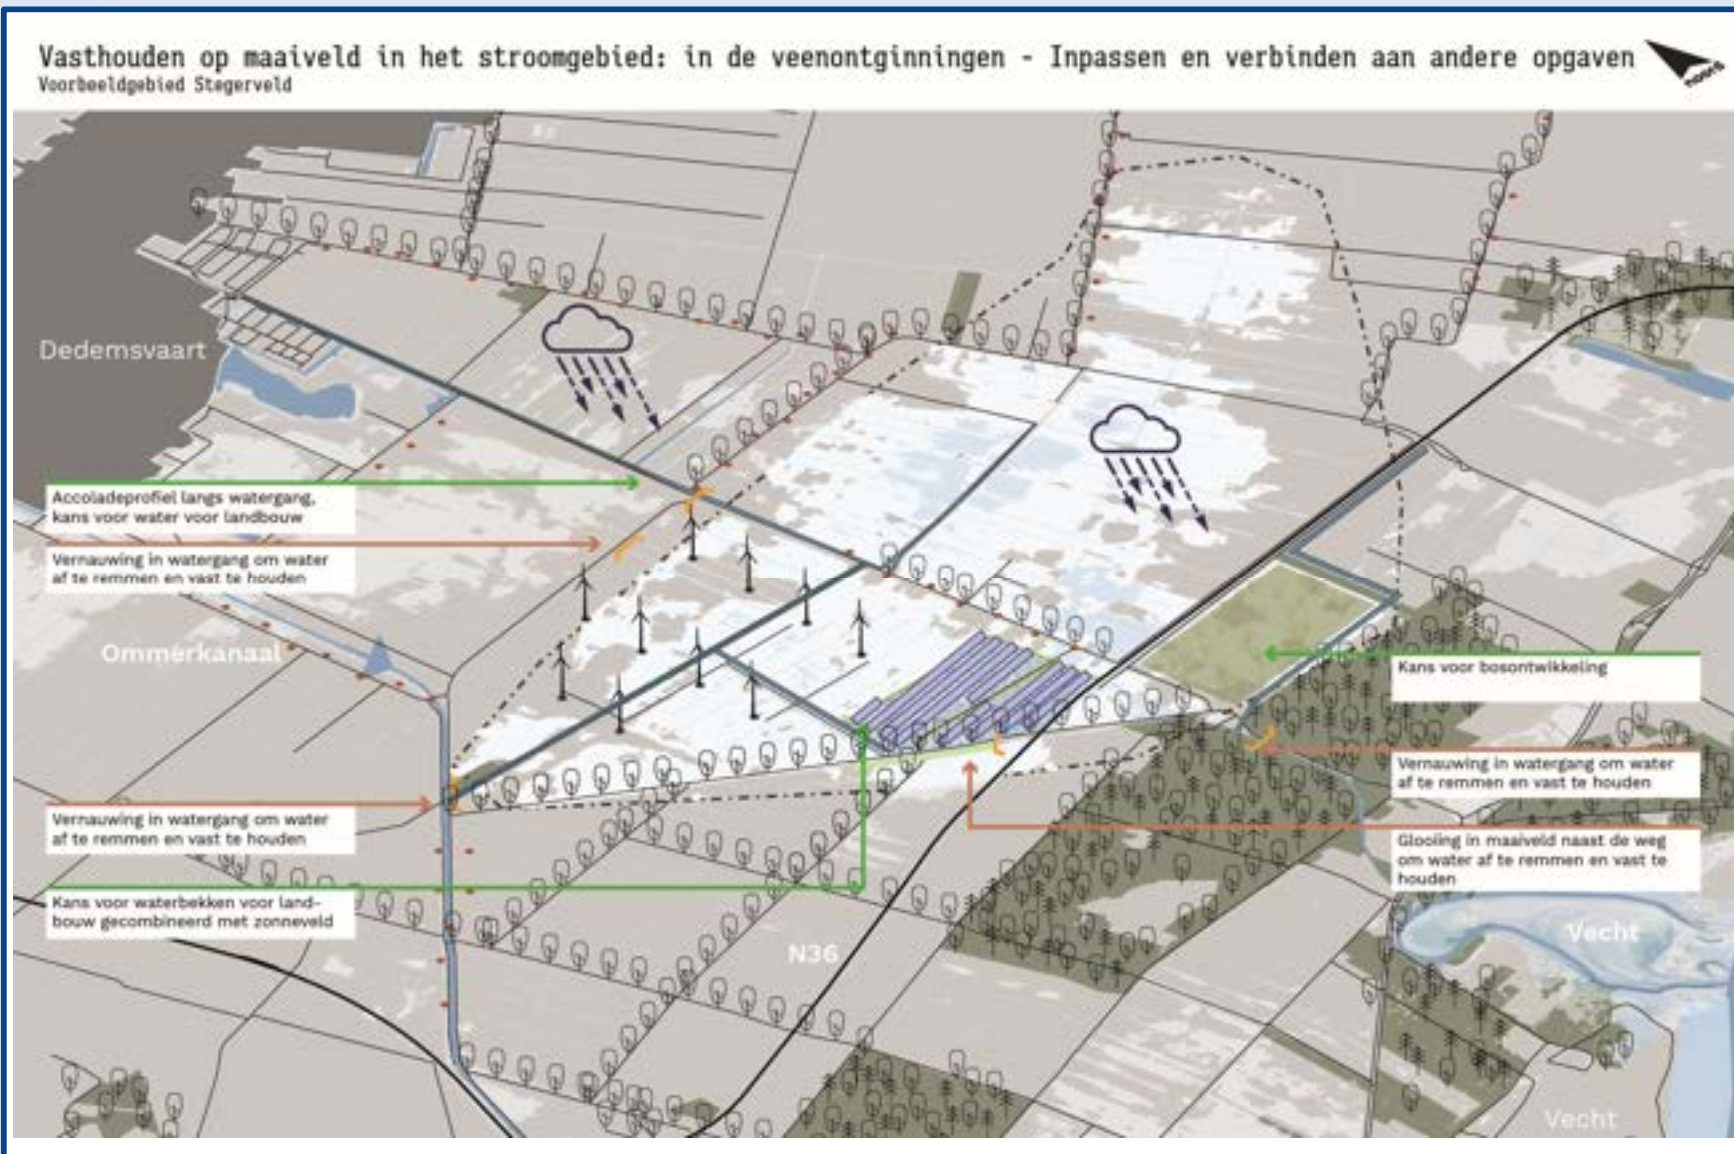 Vasthouden op maaiveld in het stroomgebied: in de veenontginningen - Inpassen en verbinden aan andere opgaven
Voorbeeldgebied Stegerveld
Dedemsvaart
Accoladeprofiel langs watergang,
kans voor water voor landbouw
Vernauwing in watergang om water
af te remmen en vast te houden
Ommerkanaal
Kans voor bosontwikkeling
Vernauwing in watergang om water
af te remmen en vast te houden
Vernauwing in watergang om water
af te remmen en vast te houden
Glooiing in maaiveld naast de weg
om water af te remmen en vast te
houden
Kans voor waterbekken voor land-
bouw gecombineerd met zonneveld
N36
Vecht
Vecht